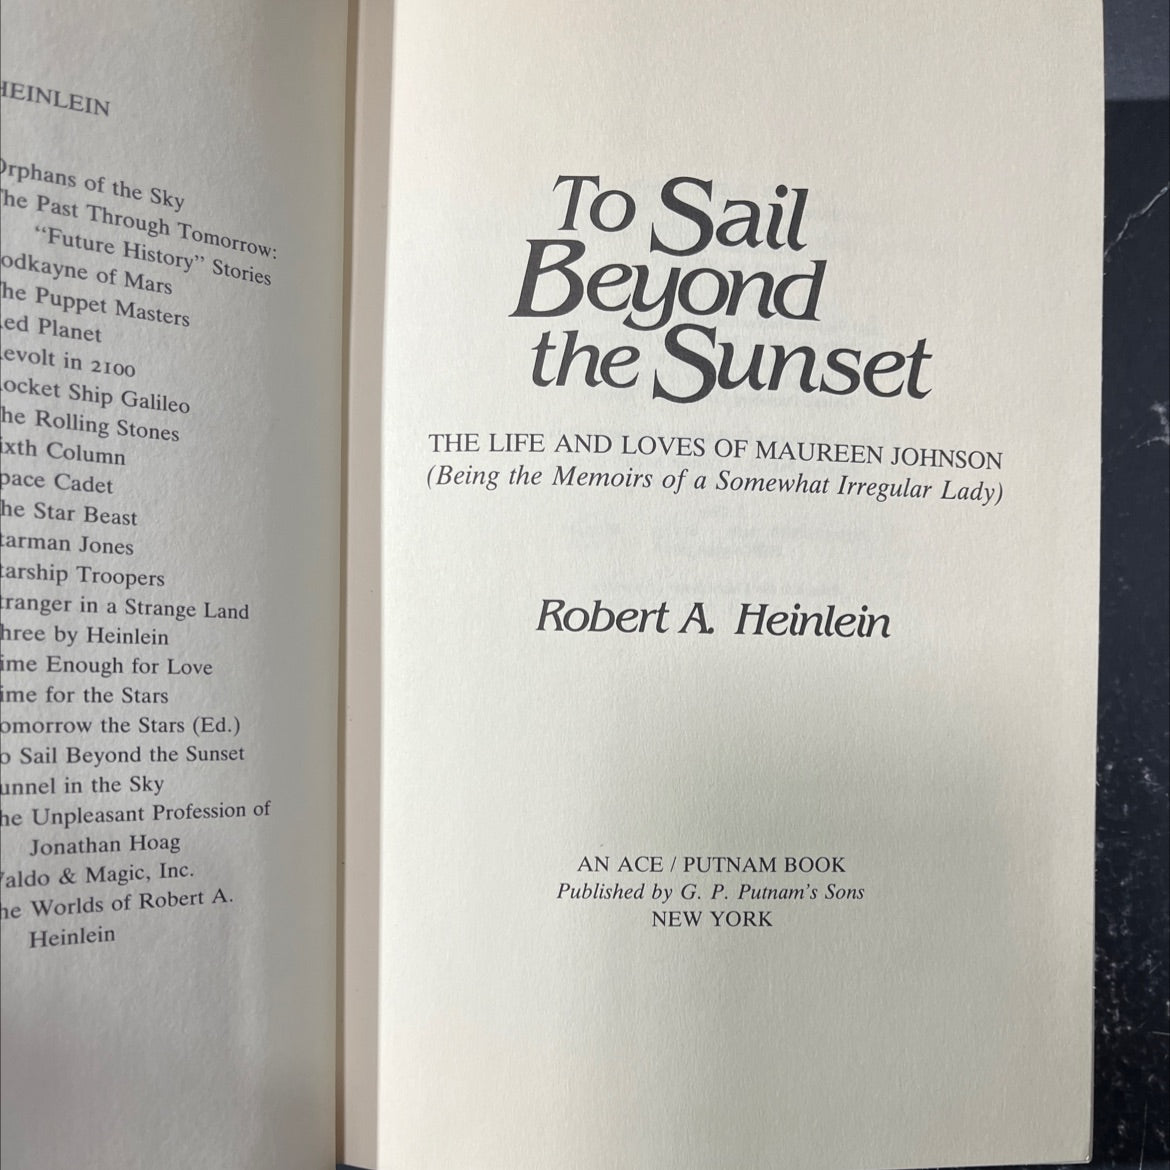 HEINLEIN
Orphans of the Sky
The Past Through Tomorrow:
"Future History" Stories
odkayne of Mars
he Puppet Masters
ed Planet
evolt in 2100
ocket Ship Galileo
he Rolling Stones
ixth Column
pace Cadet
he Star Beast
tarman Jones
tarship Troopers
tranger in a Strange Land
hree by Heinlein
ime Enough for Love
ime for the Stars
omorrow the Stars (Ed.)
o Sail Beyond the Sunset
unnel in the Sky
he Unpleasant Profession of
Jonathan Hoag
aldo & Magic, Inc.
he Worlds of Robert A.
Heinlein
To Sail
Beyond
the Sunset
THE LIFE AND LOVES OF MAUREEN JOHNSON
(Being the Memoirs of a Somewhat Irregular Lady)
Robert A. Heinlein
AN ACE / PUTNAM BOOK
Published by G. P. Putnam's Sons
NEW YORK